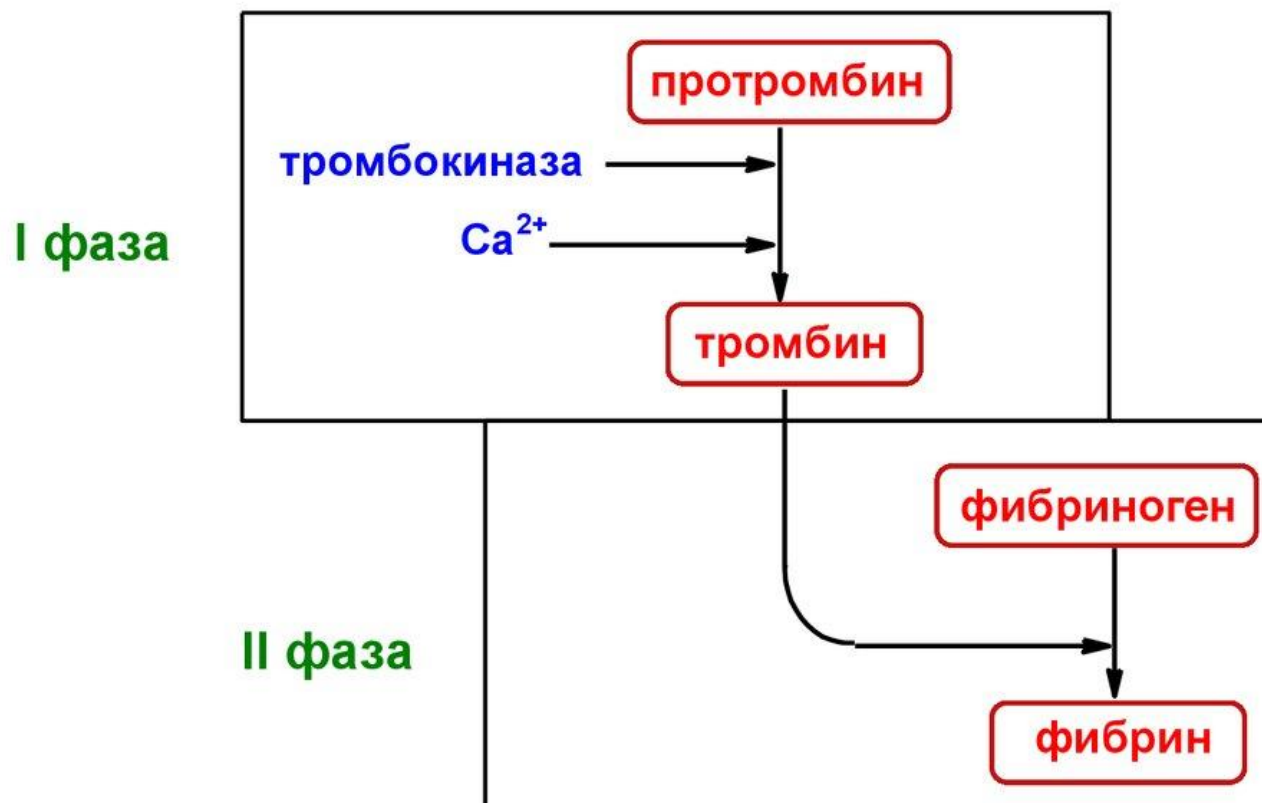 протромбин
тромбокиназа
Ca²⁺
I фаза
тромбин
фибриноген
II фаза
фибрин